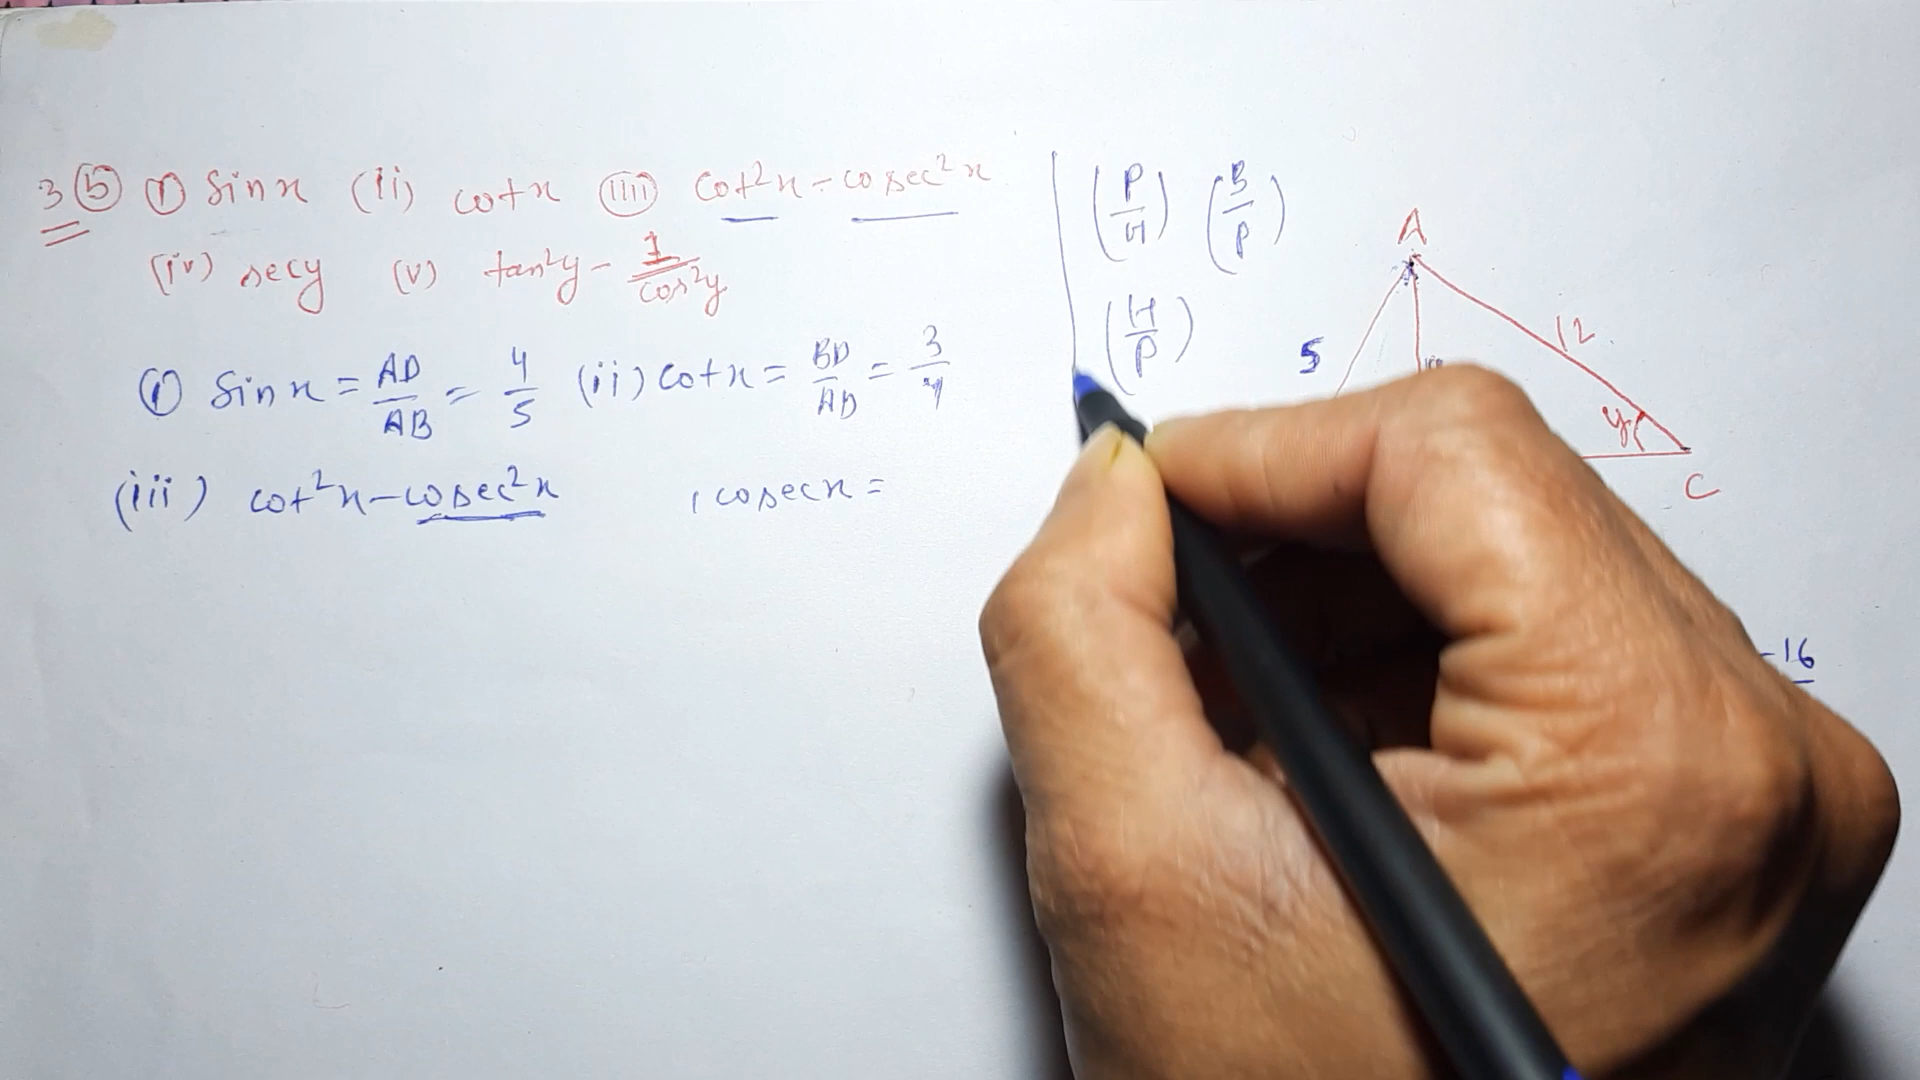 3(b) (i) Sin x (ii) cot x (iii) Cot²x - cosec²x
(iv) sec y (v) tan²y - 1/cos²y
(i) Sin x = AD/AB = 4/5 (ii) Cot x = BD/AD = 3/4
(iii) cot²x - cosec²x , cosec x =
(P/H) (B/P)
(H/P)
A
5
12
y
C
-16